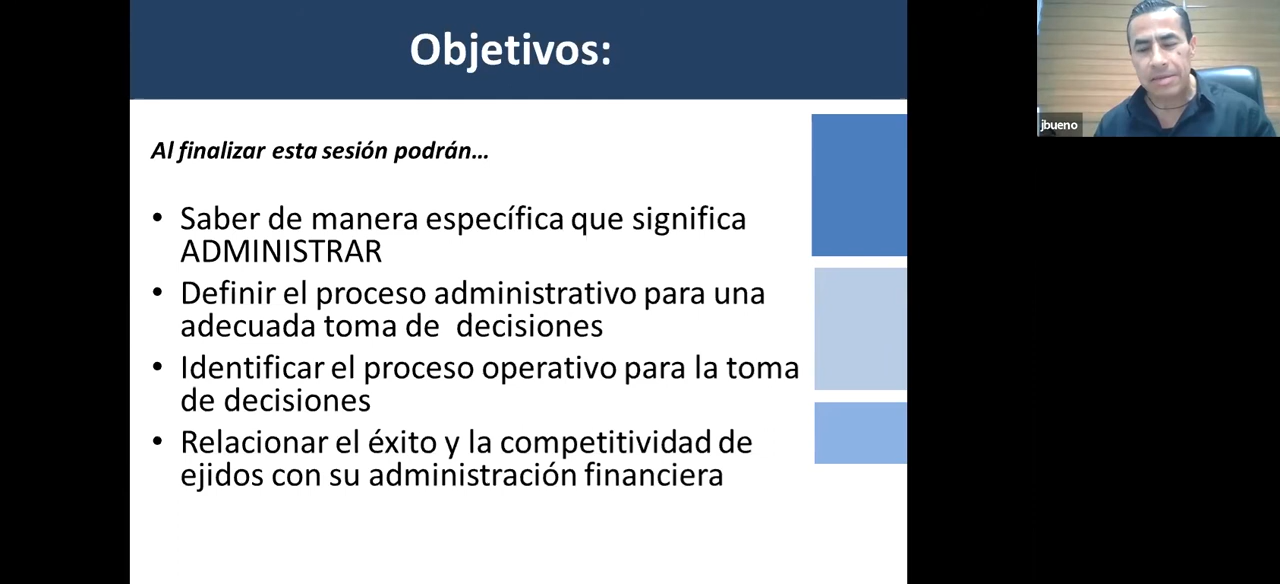 Objetivos:
Al finalizar esta sesión podrán...
• Saber de manera específica que significa
ADMINISTRAR
• Definir el proceso administrativo para una
adecuada toma de  decisiones
• Identificar el proceso operativo para la toma
de decisiones
• Relacionar el éxito y la competitividad de
ejidos con su administración financiera
jbueno